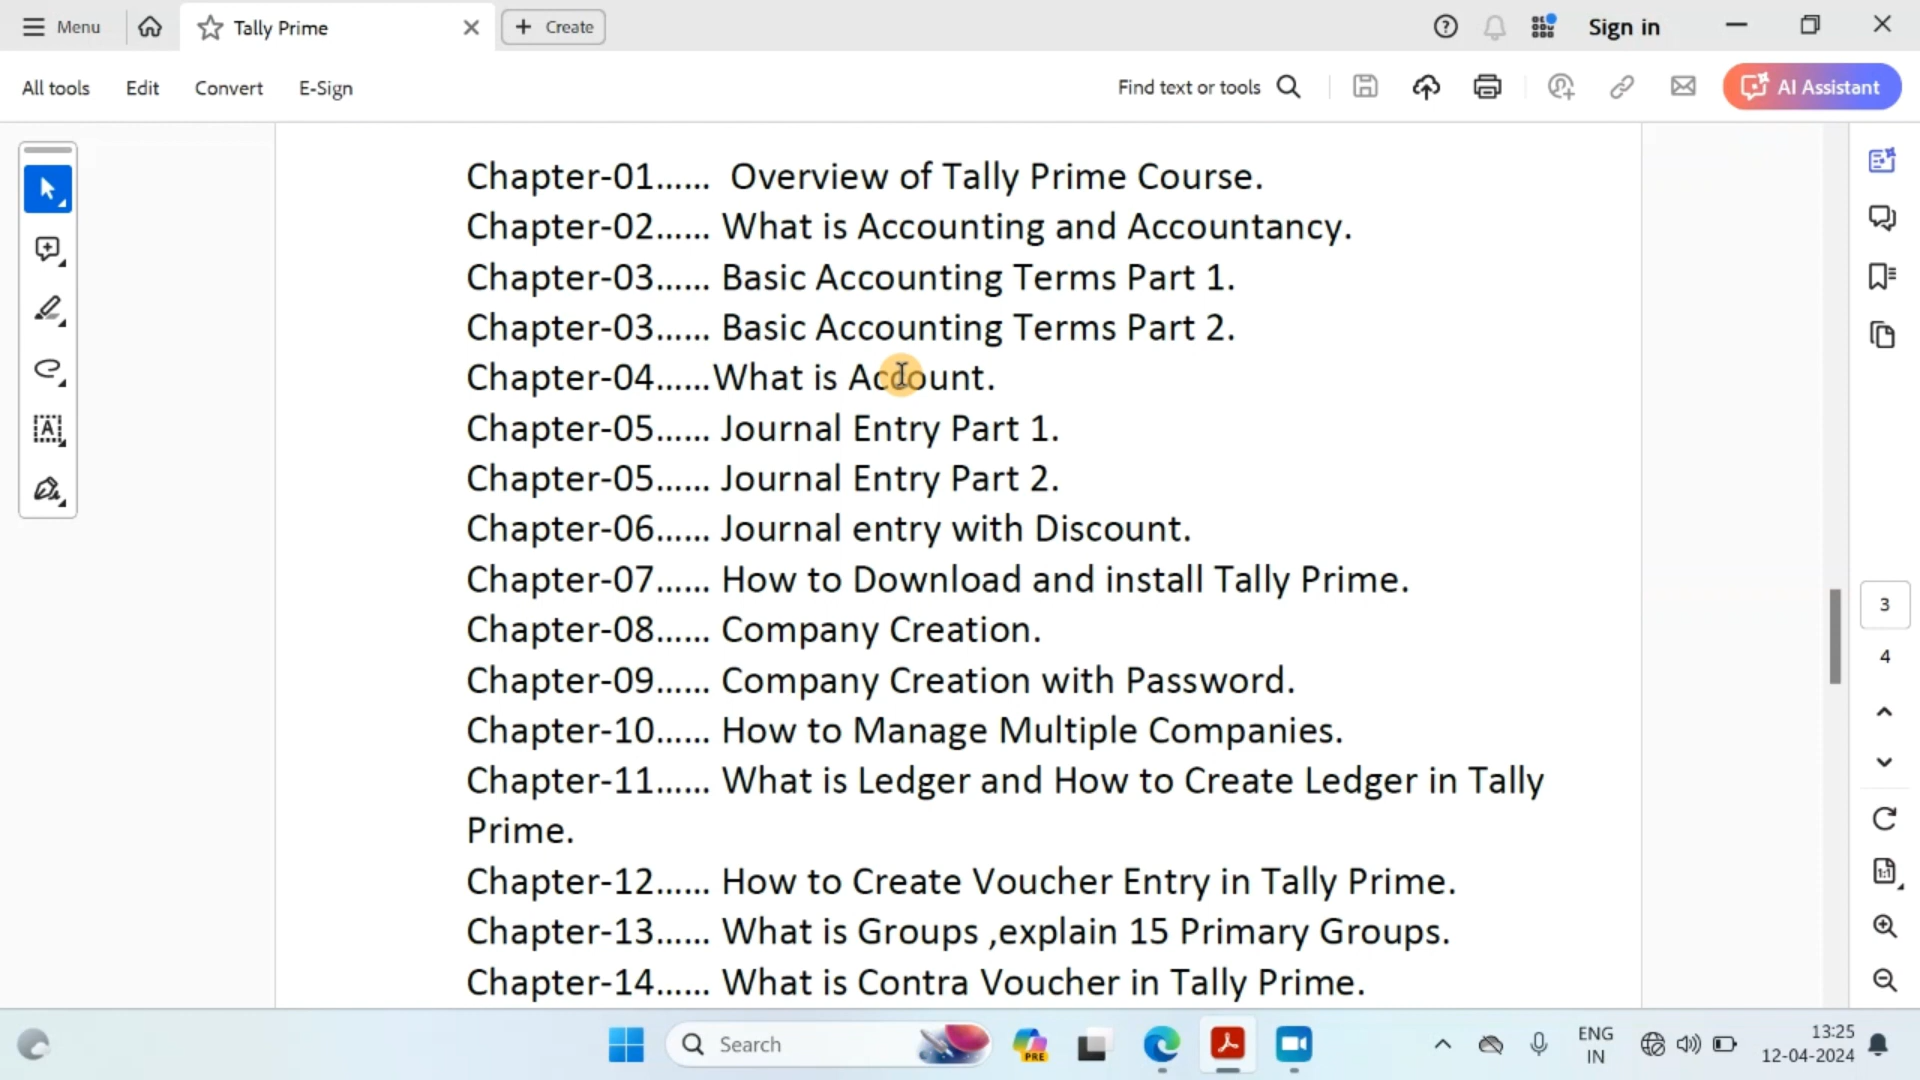 Menu
Tally Prime
Create
Sign in
All tools
Edit
Convert
E-Sign
Find text or tools
AI Assistant
Chapter-01...... Overview of Tally Prime Course.
Chapter-02...... What is Accounting and Accountancy.
Chapter-03...... Basic Accounting Terms Part 1.
Chapter-03...... Basic Accounting Terms Part 2.
Chapter-04......What is Account.
Chapter-05...... Journal Entry Part 1.
Chapter-05...... Journal Entry Part 2.
Chapter-06...... Journal entry with Discount.
Chapter-07...... How to Download and install Tally Prime.
Chapter-08...... Company Creation.
Chapter-09...... Company Creation with Password.
Chapter-10...... How to Manage Multiple Companies.
Chapter-11...... What is Ledger and How to Create Ledger in Tally
Prime.
Chapter-12...... How to Create Voucher Entry in Tally Prime.
Chapter-13...... What is Groups ,explain 15 Primary Groups.
Chapter-14...... What is Contra Voucher in Tally Prime.
3
4
1:1
Search
PRE
ENG
IN
13:25
12-04-2024